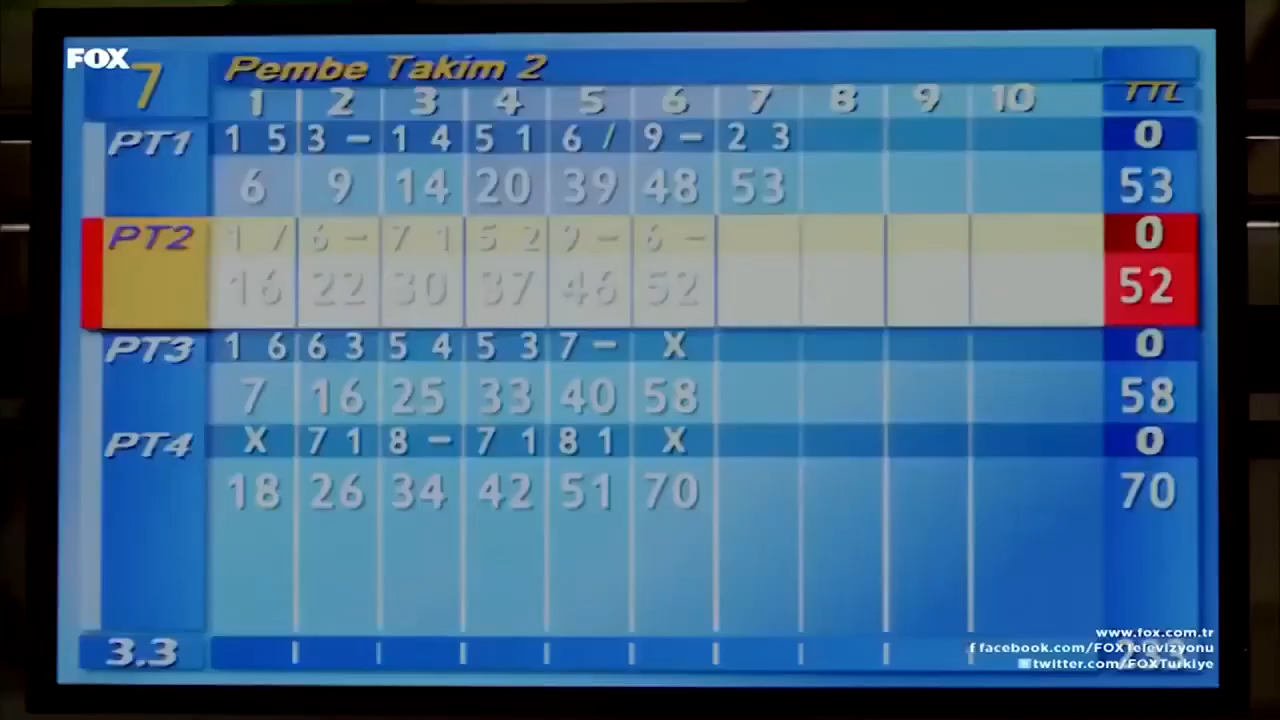 FOX
7 Pembe Takim 2
1 2 3 4 5 6 7 8 9 10 TTL
PT1 1 5 3 - 1 4 5 1 6 / 9 - 2 3 0
6 9 14 20 39 48 53 53
PT2 1 / 6 - 7 1 5 2 9 - 6 - 0
16 22 30 37 46 52 52
PT3 1 6 6 3 5 4 5 3 7 - X 0
7 16 25 33 40 58 58
PT4 X 7 1 8 - 7 1 8 1 X 0
18 26 34 42 51 70 70
www.fox.com.tr
3.3 facebook.com/FOXTelevizyonu
twitter.com/FOXTurkiye